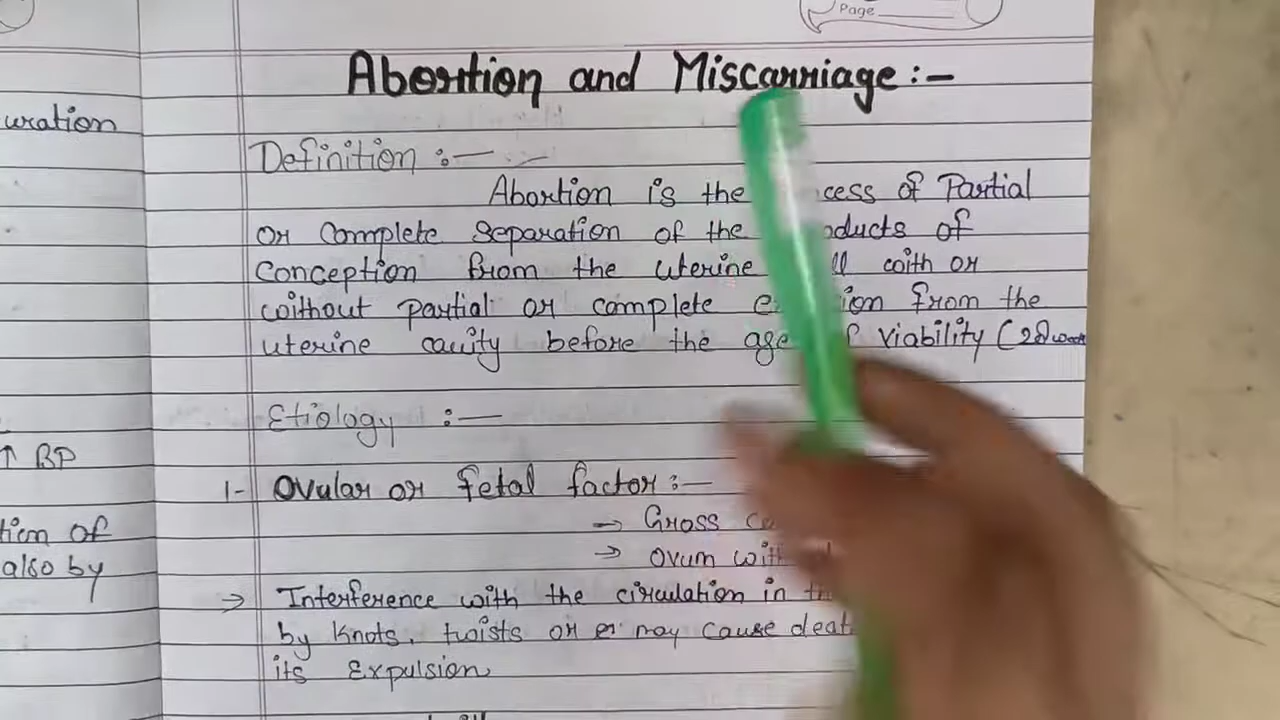 Page
Abortion and Miscarriage :-
uration
Definition :-
Abortion is the cess of Partial
or complete separation of the oducts of
Conception from the uterine ll with or
without partial or complete e ion from the
uterine cavity before the age f viability (28 week
Etiology :-
↑ BP
1- Ovular or fetal factor :-
→ Gross
tion of
→ Ovum with
also by
→ Interference with the circulation in
by knots, twists or may cause deat
its Expulsion